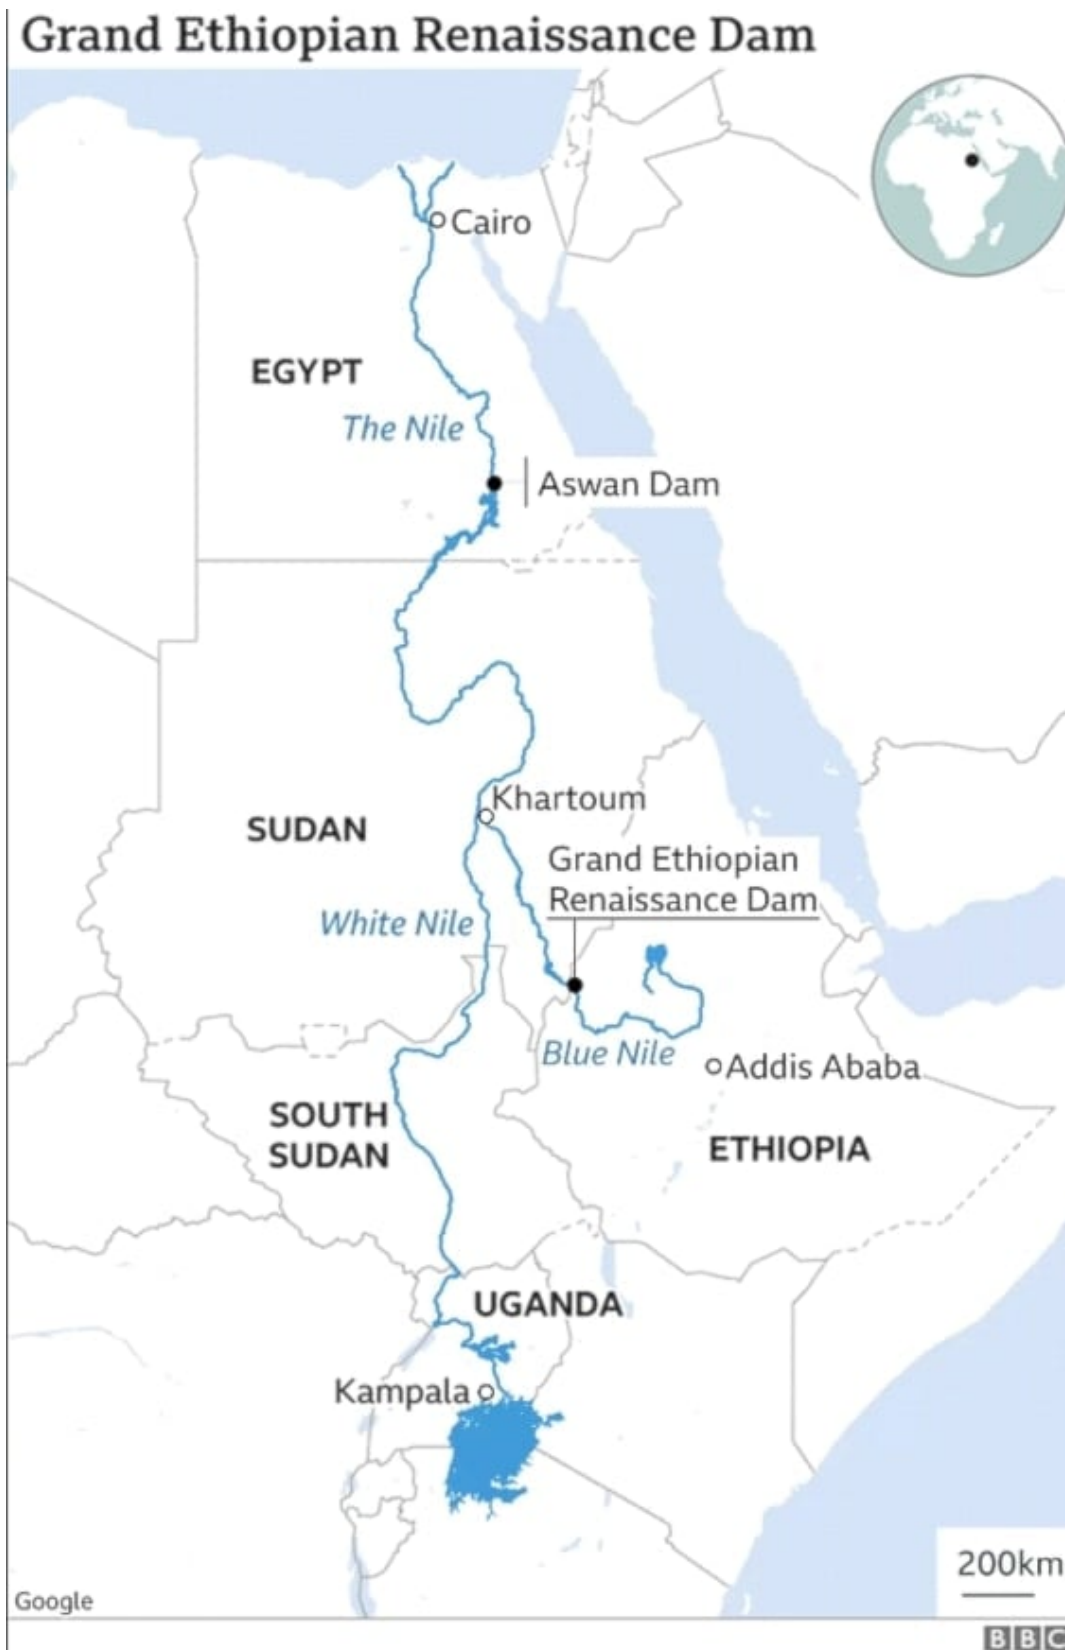 Grand Ethiopian Renaissance Dam
Cairo
EGYPT
The Nile
Aswan Dam
Khartoum
SUDAN
Grand Ethiopian
Renaissance Dam
White Nile
Blue Nile
Addis Ababa
SOUTH
SUDAN
ETHIOPIA
UGANDA
Kampala
200km
Google
BBC